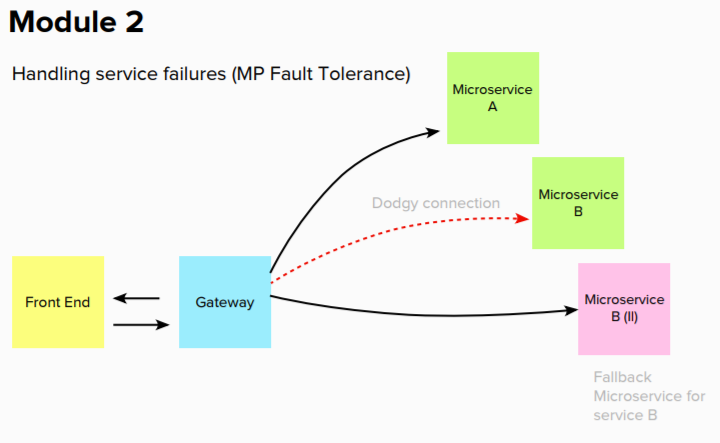 Module 2
Handling service failures (MP Fault Tolerance)
Microservice
A
Dodgy connection
Microservice
B
Front End
Gateway
Microservice
B (II)
Fallback
Microservice for
service B